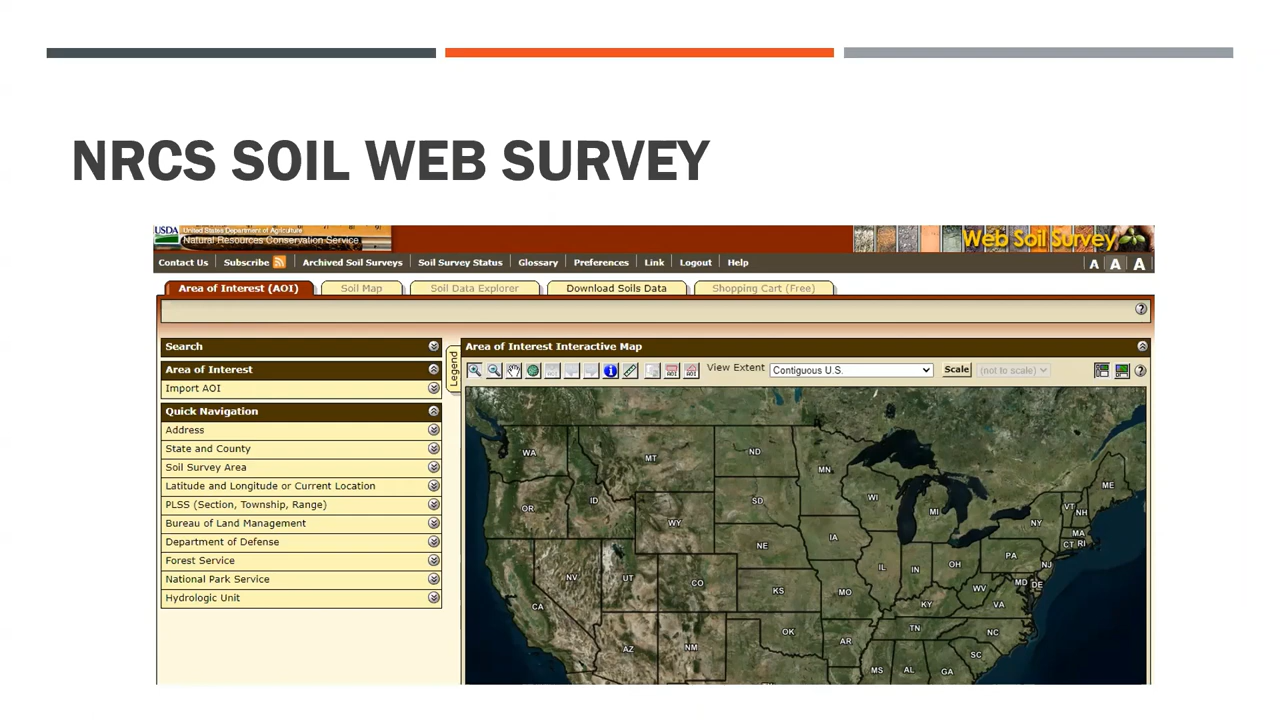 NRCS SOIL WEB SURVEY
USDA United States Department of Agriculture
Natural Resources Conservation Service
Web Soil Survey
Contact Us Subscribe Archived Soil Surveys Soil Survey Status Glossary Preferences Link Logout Help A A A
Area of Interest (AOI) Soil Map Soil Data Explorer Download Soils Data Shopping Cart (Free)
Search
Area of Interest
Import AOI
Quick Navigation
Address
State and County
Soil Survey Area
Latitude and Longitude or Current Location
PLSS (Section, Township, Range)
Bureau of Land Management
Department of Defense
Forest Service
National Park Service
Hydrologic Unit
Legend
Area of Interest Interactive Map
View Extent Contiguous U.S. Scale (not to scale)
WA MT ND MN ME
OR ID SD WI MI VT NH
WY NY MA
NE IA CT RI
NV UT CO IL IN OH PA NJ
CA KS MO WV MD DE
KY VA
AZ NM OK AR TN NC
MS AL GA SC